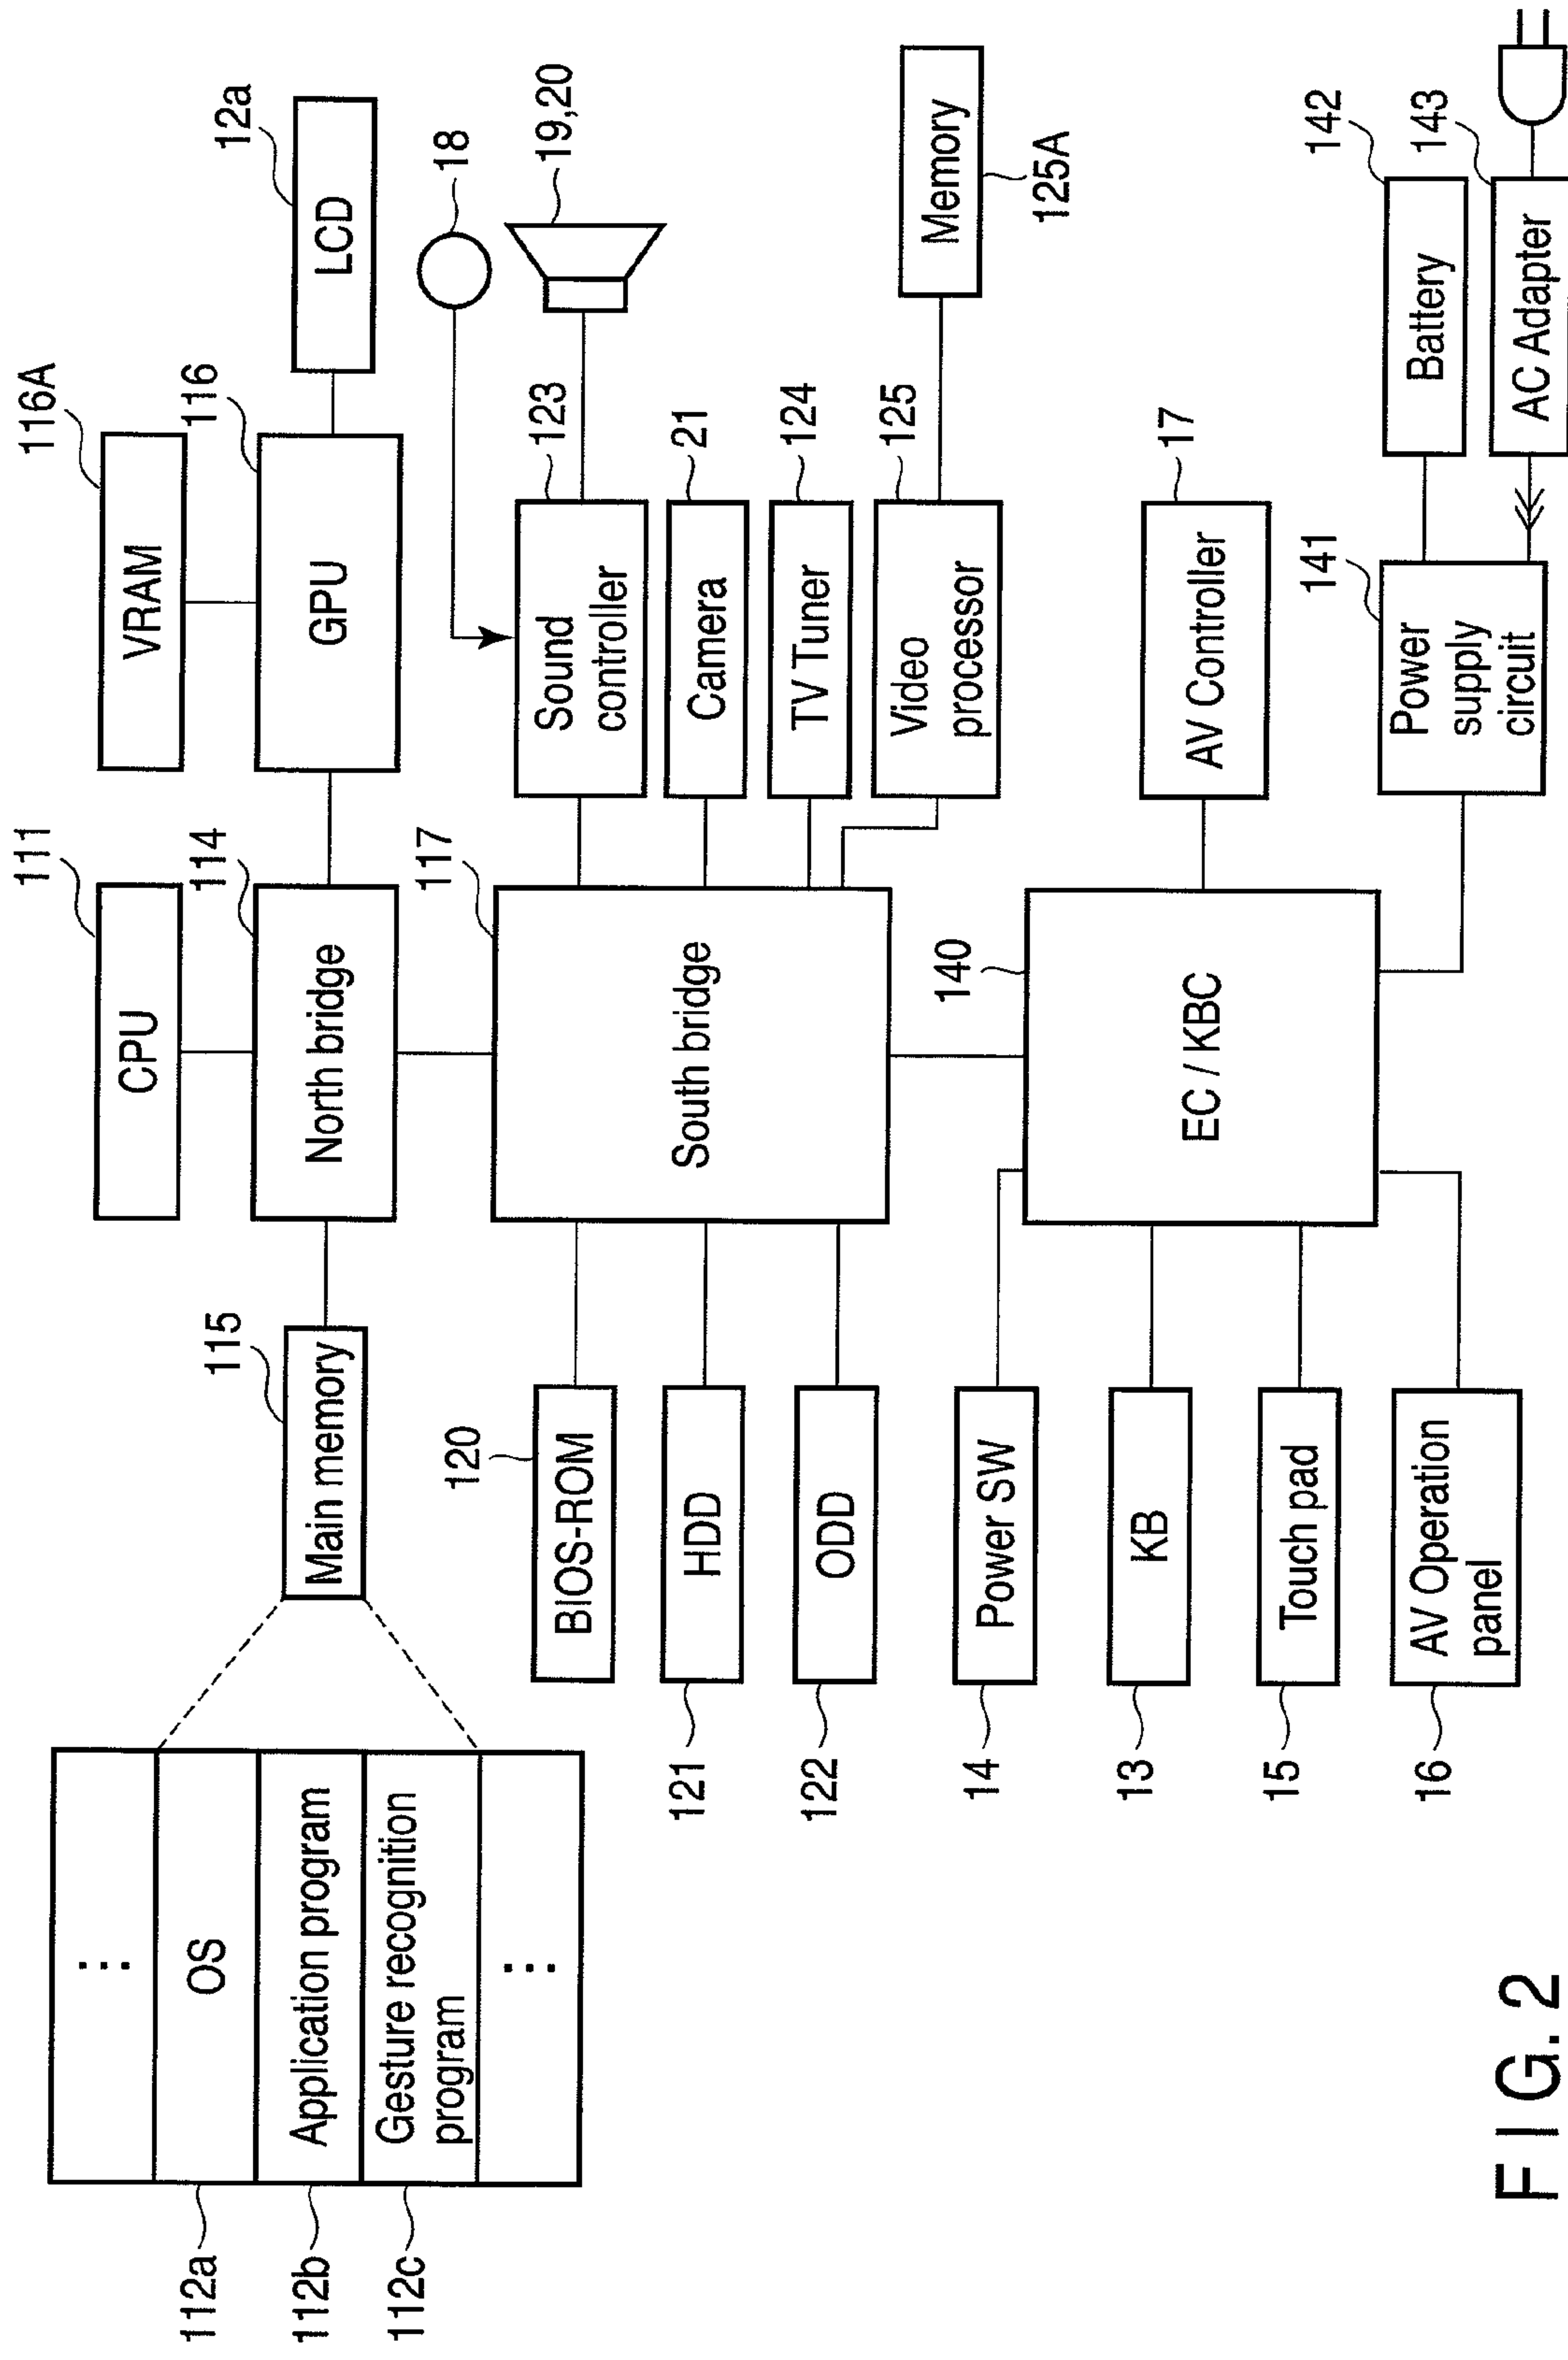 111
CPU
116A
VRAM
12a
LCD
116
GPU
114
North bridge
115
Main memory
⋮
OS
Application program
Gesture recognition
program
⋮
112a
112b
112c
18
19,20
117
South bridge
123
Sound
controller
21
Camera
124
TV Tuner
125
Video
processor
Memory
125A
120
BIOS-ROM
HDD
121
ODD
122
140
EC / KBC
17
AV Controller
Power SW
14
KB
13
Touch pad
15
AV Operation
panel
16
141
Power
supply
circuit
142
Battery
143
AC Adapter
FIG. 2